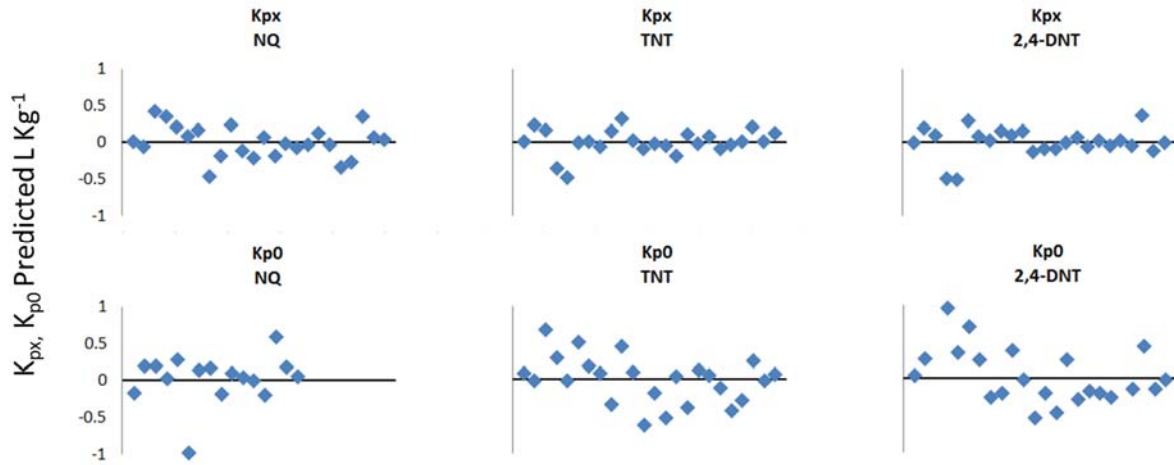 Kpx
NQ
Kpx
TNT
Kpx
2,4-DNT
1
0.5
0
-0.5
-1
Kp0
NQ
Kp0
TNT
Kp0
2,4-DNT
1
0.5
0
-0.5
-1
Kpx, Kp0 Predicted L Kg-1